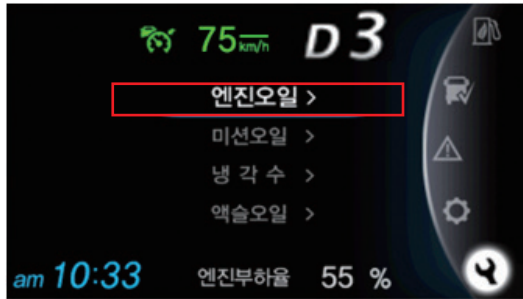 75 km/h D 3
엔진오일 >
미션오일 >
냉 각 수 >
액슬오일 >
am 10:33 엔진부하율 55 %